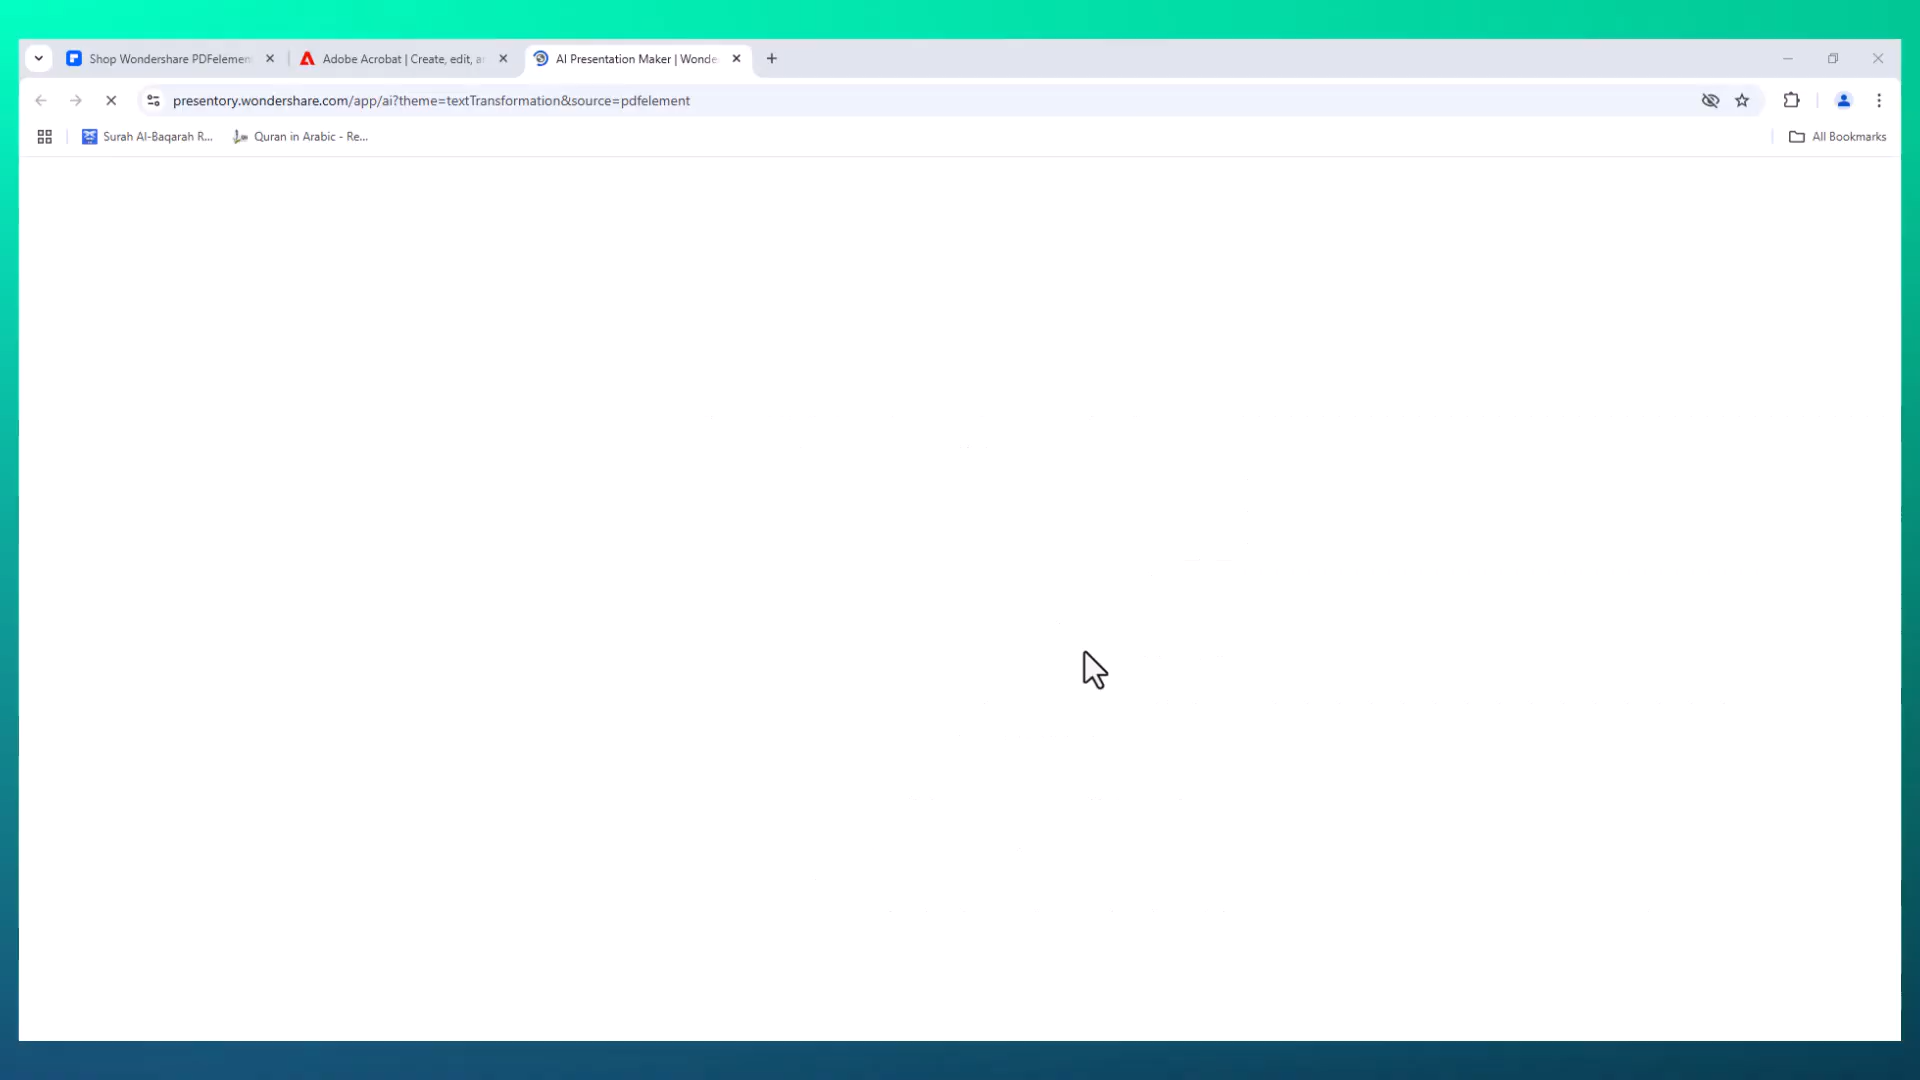 Shop Wondershare PDFelemen
Adobe Acrobat | Create, edit, a
AI Presentation Maker | Wonde
presentory.wondershare.com/app/ai?theme=textTransformation&source=pdfelement
Surah Al-Baqarah R...
Quran in Arabic - Re...
All Bookmarks